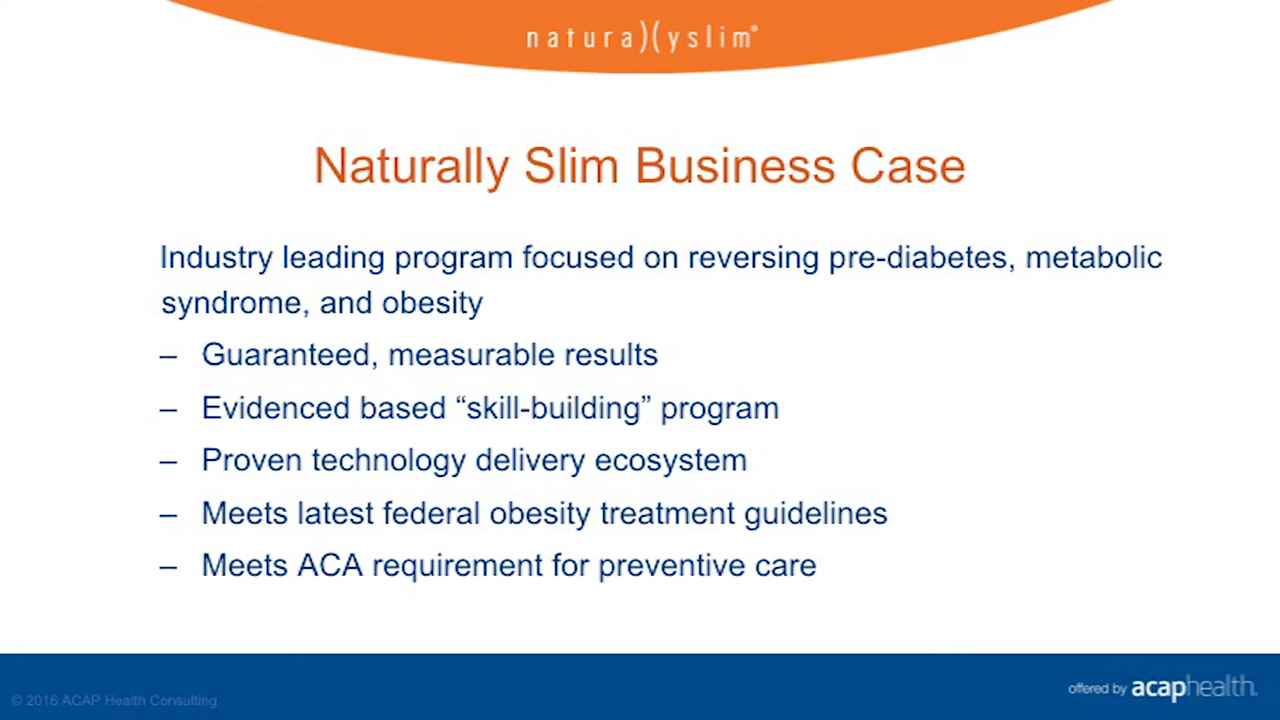 natura)(yslim®
Naturally Slim Business Case
Industry leading program focused on reversing pre-diabetes, metabolic
syndrome, and obesity
– Guaranteed, measurable results
– Evidenced based “skill-building” program
– Proven technology delivery ecosystem
– Meets latest federal obesity treatment guidelines
– Meets ACA requirement for preventive care
© 2016 ACAP Health Consulting
offered by acaphealth.